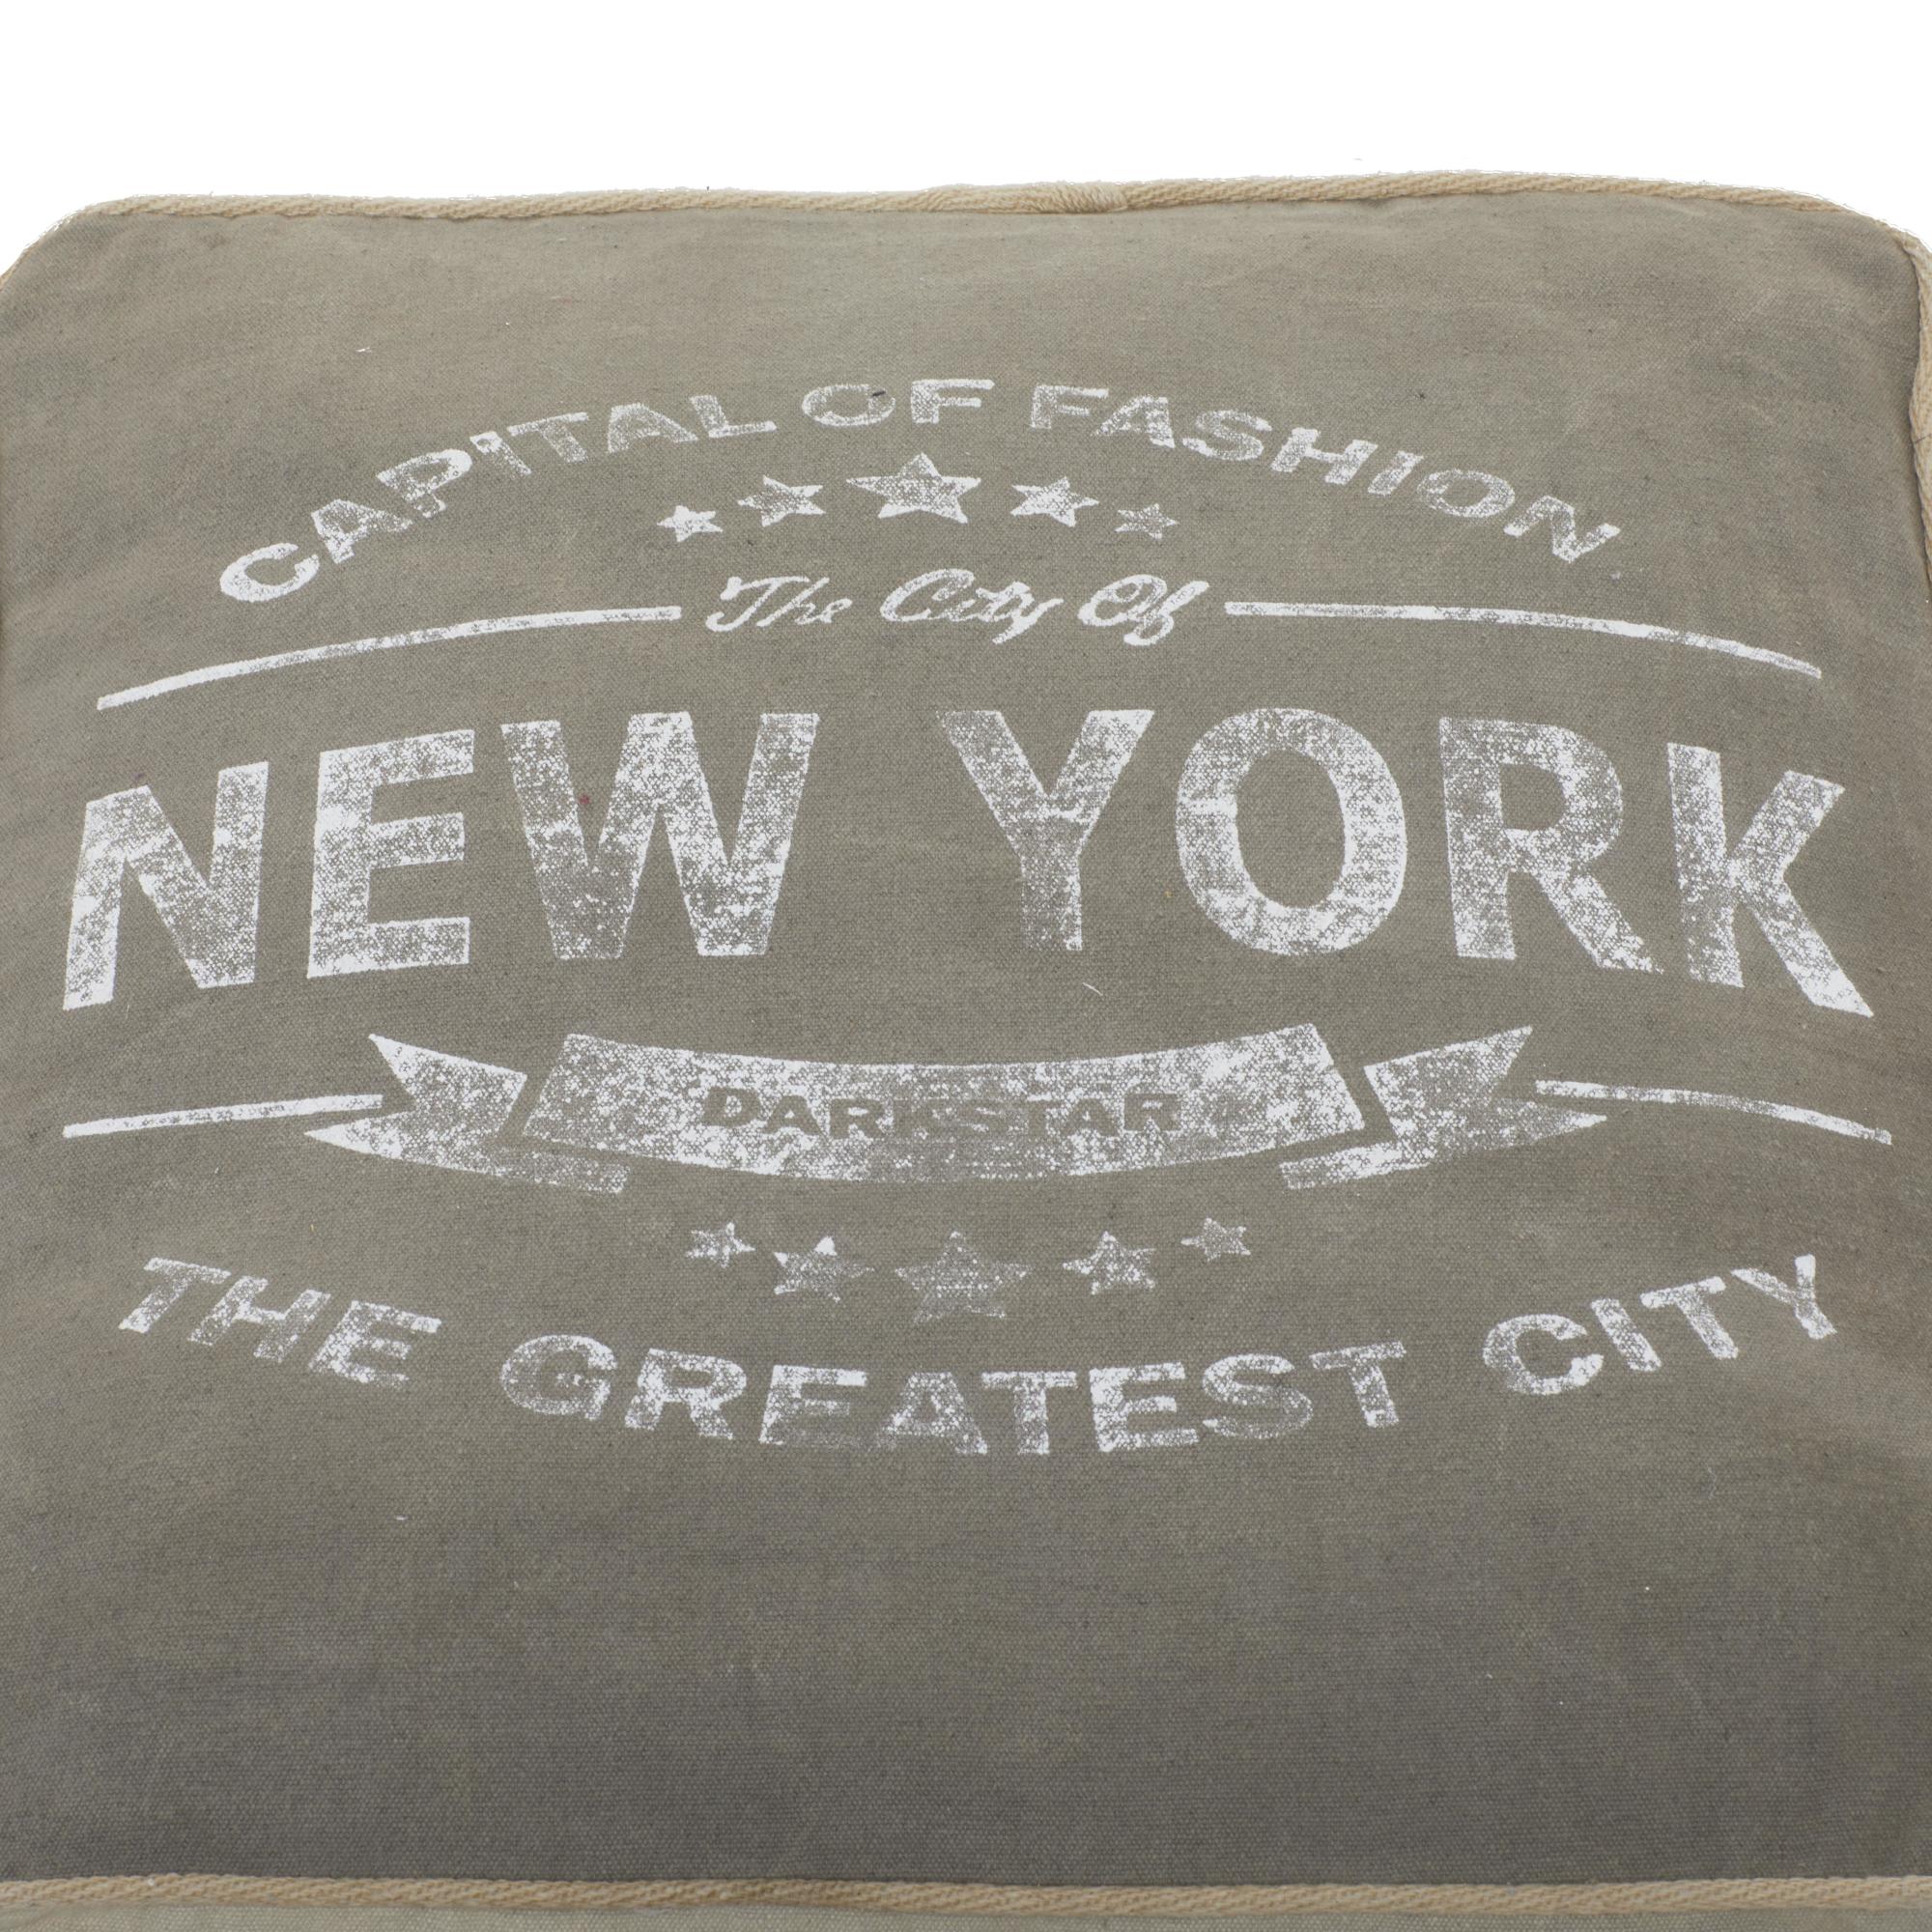 CAPITAL OF FASHION
The City Of
NEW YORK
DARKSTAR
THE GREATEST CITY